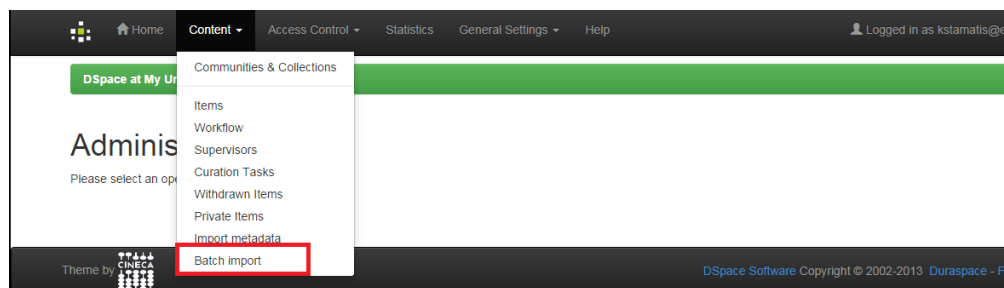 Home Content Access Control Statistics General Settings Help Logged in as kstamatis@e
Communities & Collections
DSpace at My Un
Items
Workflow
Adminis
Supervisors
Please select an ope
Curation Tasks
Withdrawn Items
Private Items
Import metadata
Batch import
Theme by CINECA
DSpace Software Copyright © 2002-2013 Duraspace - F